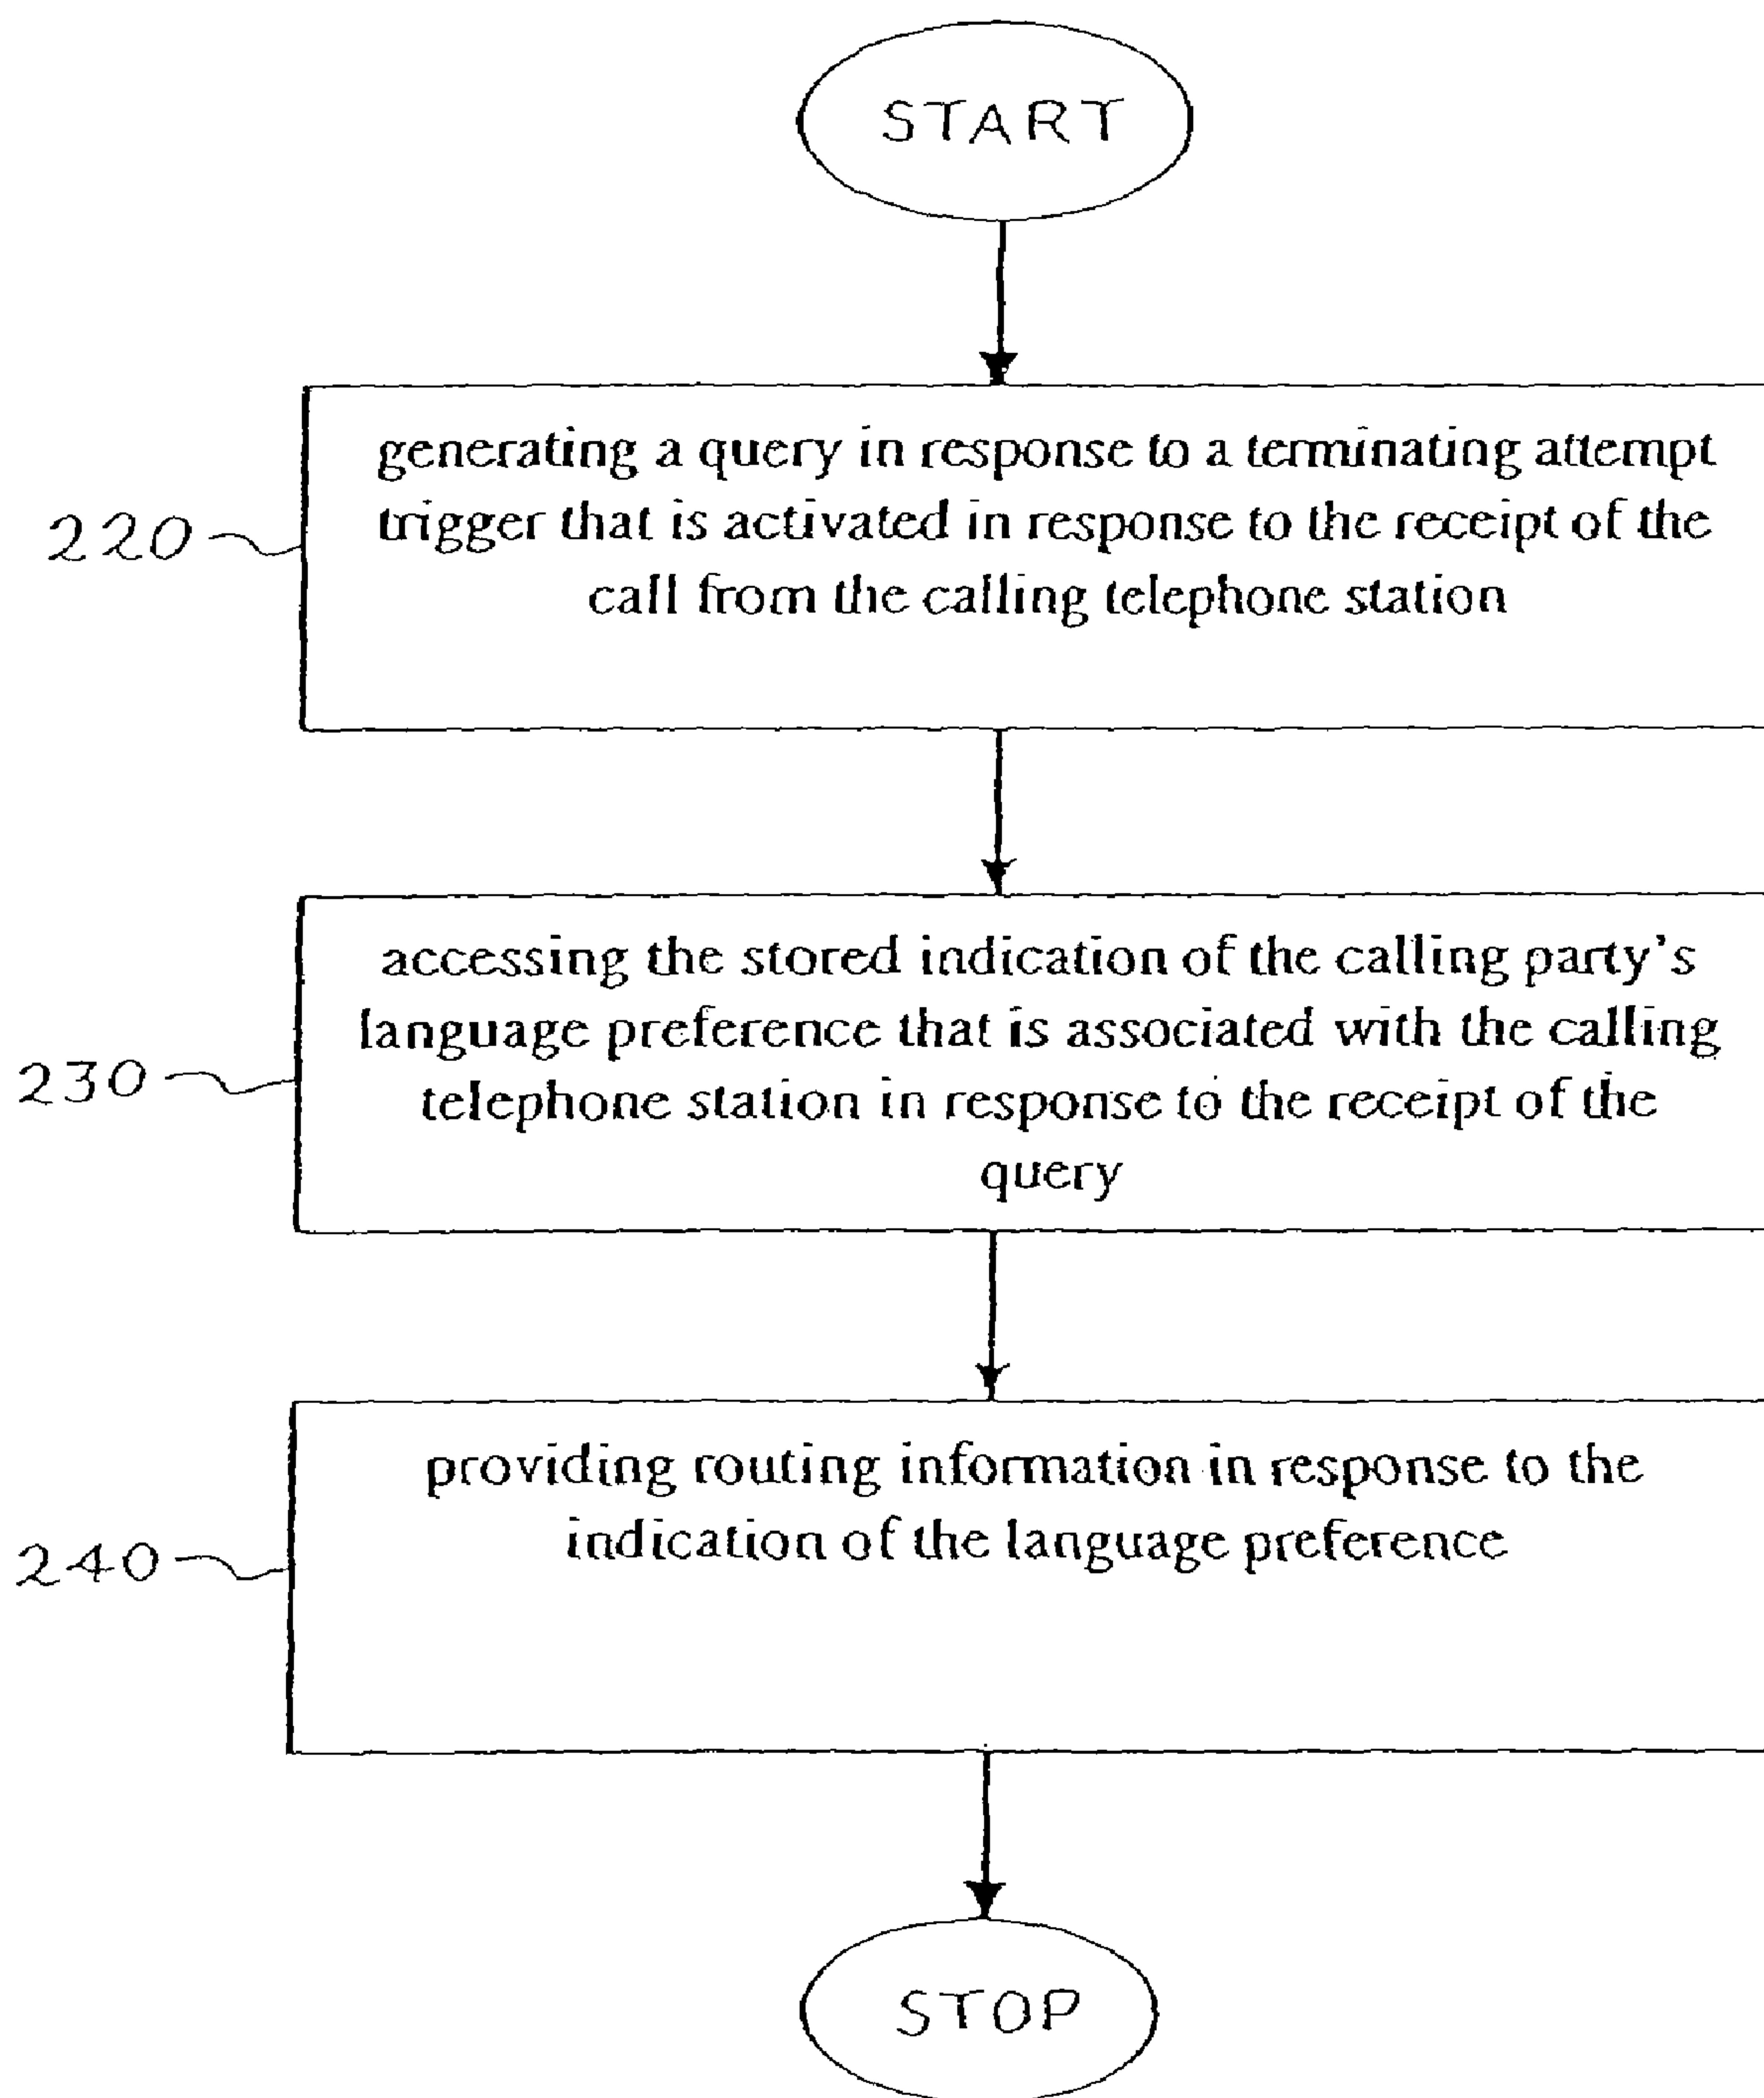 START
generating a query in response to a terminating attempt
trigger that is activated in response to the receipt of the
220
call from the calling telephone station
accessing the stored indication of the calling party's
language preference that is associated with the calling
230
telephone station in response to the receipt of the
query
providing routing information in response to the
indication of the language preference
240
STOP